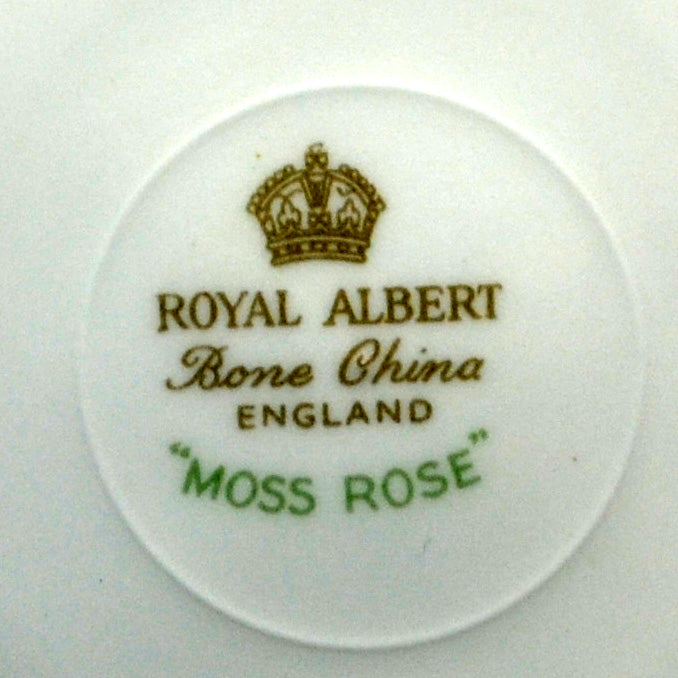 ROYAL ALBERT
Bone China
ENGLAND
"MOSS ROSE"